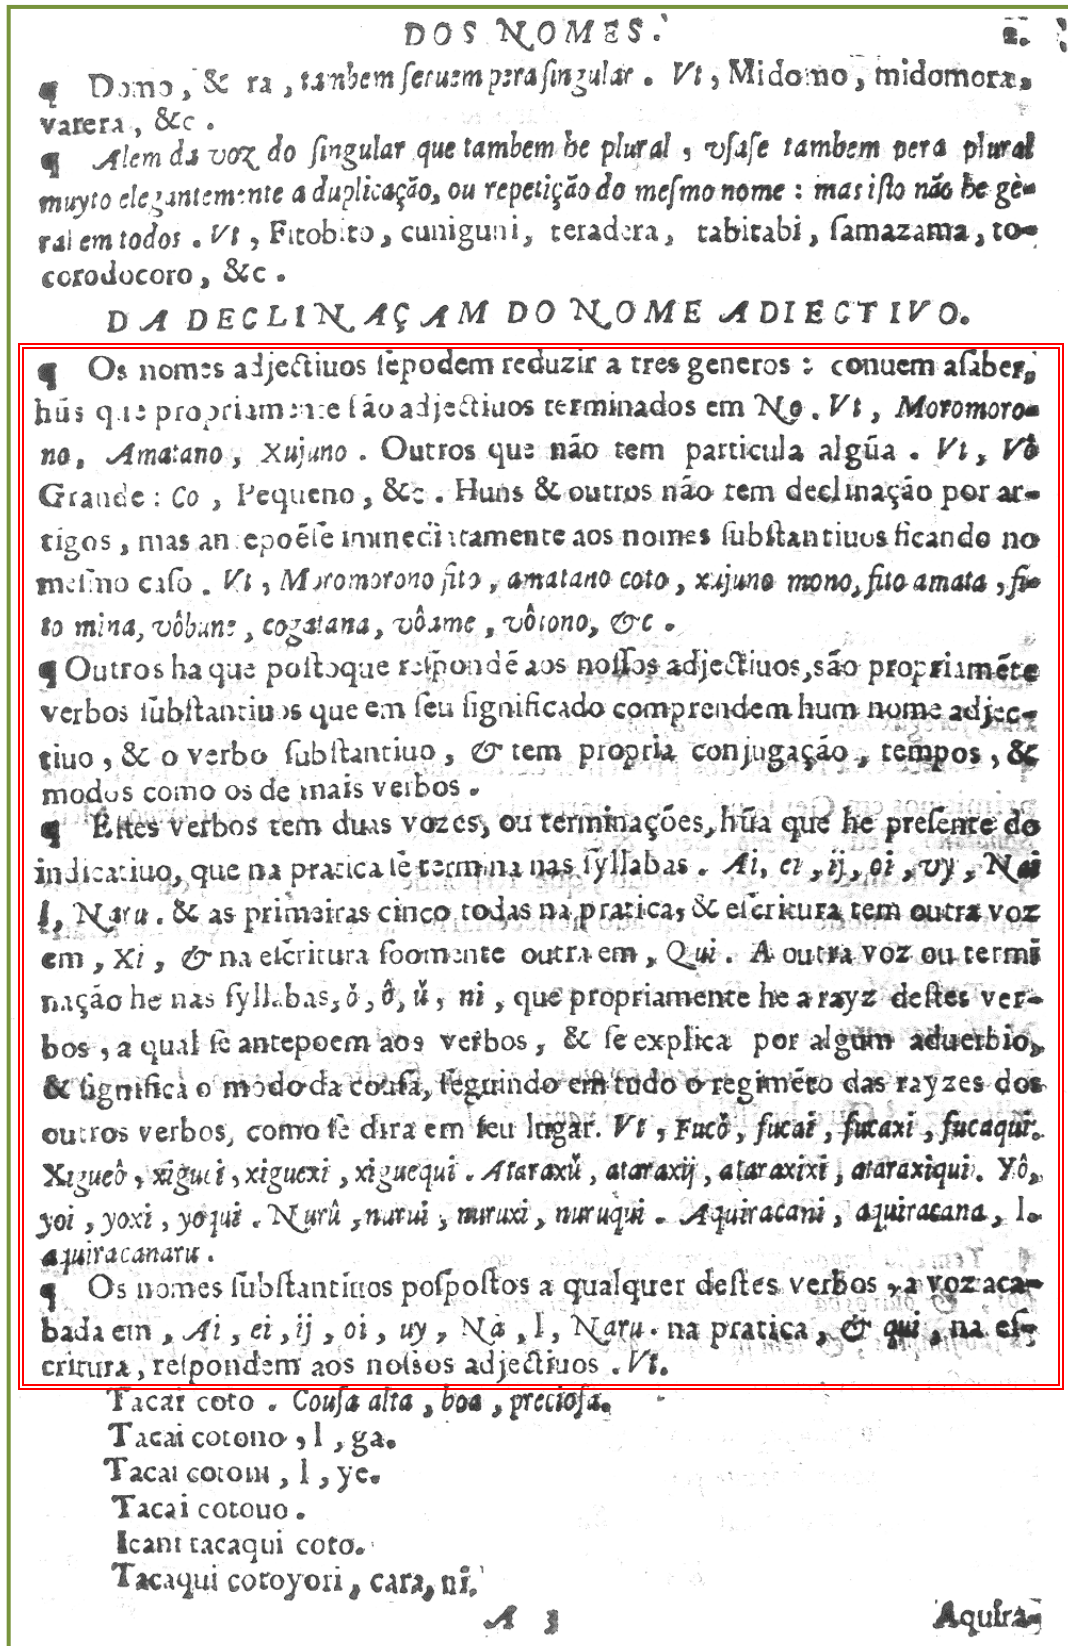 DOS NOMES. 2.
¶ Domo, & ra, tambem ſeruem pera ſingular. Vt, Midomo, midomora,
varera, &c.
¶ Alem da voz do ſingular que tambem he plural, vſaſe tambem pera plural
muyto elegantemente a duplicação, ou repetição do meſmo nome : mas iſto não he gè-
ral em todos. Vt, Fitobito, cuniguni, teradera, tabitabi, ſamazama, to-
corodocoro, &c.
DA DECLINAÇAM DO NOME ADIECTIVO.
¶ Os nomes adjectiuos ſepodem reduzir a tres generos : conuem aſaber,
hũs que propriamente ſão adjectiuos terminados em No. Vt, Moromoro-
no, Amatano, Xujuno. Outros que não tem particula algũa. Vt, Vô
Grande : Co, Pequeno, &c. Huns & outros não tem declinação por ar-
tigos, mas antepoẽſe immediatamente aos nomes ſubſtantiuos ficando no
meſmo caſo. Vt, Moromorono fito, amatano coto, xujuno mono, fito amata, fi-
to mina, vôbune, cogatana, vôame, vôtono, &c.
¶ Outros ha que poſtoque reſpondẽ aos noſſos adjectiuos, são propriamẽte
verbos ſubſtantiuos que em ſeu ſignificado comprendem hum nome adjec-
tiuo, & o verbo ſubſtantiuo, & tem propria conjugação, tempos, &
modos como os de mais verbos.
¶ Eſtes verbos tem duas vozes, ou terminações, hũa que he preſente do
indicatiuo, que na pratica ſe termina nas ſyllabas. Ai, ei, ij, oi, vy, Nai
l, Naru. & as primeiras cinco todas na pratica, & eſcritura tem outra voz
em, Xi, & na eſcritura ſoomente outra em, Qui. A outra voz ou termĩ
nação he nas ſyllabas, ǒ, ô, ǔ, ni, que propriamente he a rayz deſtes ver-
bos, a qual ſe antepoem aos verbos, & ſe explica por algum aduerbio,
& ſignifica o modo da couſa, ſeguindo em tudo o regimẽto das rayzes dos
outros verbos, como ſe dira em ſeu lugar. Vt, Fucǒ, fucai, fucaxi, fucaqui.
Xigueô, xiguei, xiguexi, xiguequi. Ataraxǔ, ataraxij, ataraxixi, ataraxiqui. Yô,
yoi, yoxi, yoqui. Nurû, nurui, nuruxi, nuruqui. Aquiracani, aquiracana, l.
aquiracanaru.
¶ Os nomes ſubſtantiuos poſpoſtos a qualquer deſtes verbos, a voz aca-
bada em, Ai, ei, ij, oi, uy, Na, l, Naru. na pratica, & qui, na eſ-
critura, reſpondem aos noſſos adjectiuos. Vt.
Tacai coto. Couſa alta, boa, precioſa.
Tacai cotono, l, ga.
Tacai cotoni, l, ye.
Tacai cotouo.
Icani tacaqui coto.
Tacaqui cotoyori, cara, ni.
A 3 Aquira-